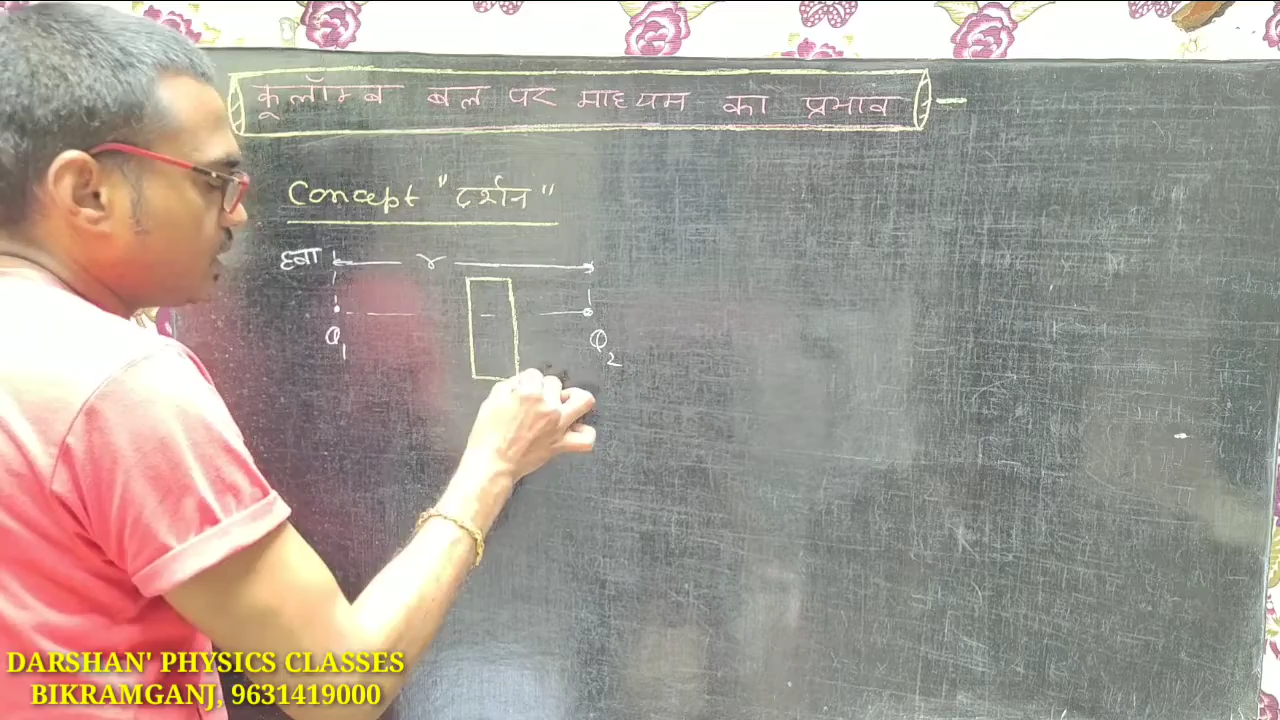 कूलॉम्ब बल पर माध्यम का प्रभाव -
Concept "दर्शन"
हवा r
Q1 Q2
DARSHAN' PHYSICS CLASSES
BIKRAMGANJ, 9631419000